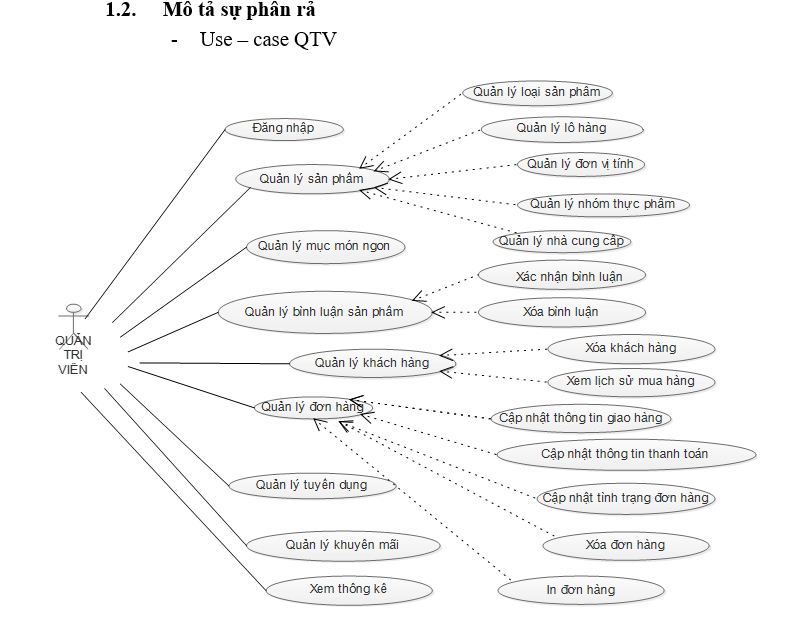 1.2. Mô tả sự phân rã
- Use – case QTV
Quản lý loại sản phẩm
Đăng nhập
Quản lý lô hàng
Quản lý sản phẩm
Quản lý đơn vị tính
Quản lý nhóm thực phẩm
Quản lý mục món ngon
Quản lý nhà cung cấp
Xác nhận bình luận
Quản lý bình luận sản phẩm
Xóa bình luận
QUẢN
TRỊ
VIÊN
Xóa khách hàng
Quản lý khách hàng
Xem lịch sử mua hàng
Quản lý đơn hàng
Cập nhật thông tin giao hàng
Cập nhật thông tin thanh toán
Quản lý tuyển dụng
Cập nhật tình trạng đơn hàng
Quản lý khuyến mãi
Xóa đơn hàng
Xem thống kê
In đơn hàng